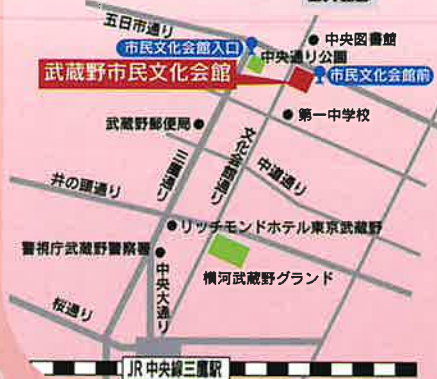 五日市通り
市民文化会館入口
中央図書館
中央通り公園
武蔵野市民文化会館
市民文化会館前
第一中学校
武蔵野郵便局
文化会館通り
三鷹通り
中道通り
井の頭通り
リッチモンドホテル東京武蔵野
警視庁武蔵野警察署
横河武蔵野グランド
中央大通り
桜通り
JR 中央線三鷹駅